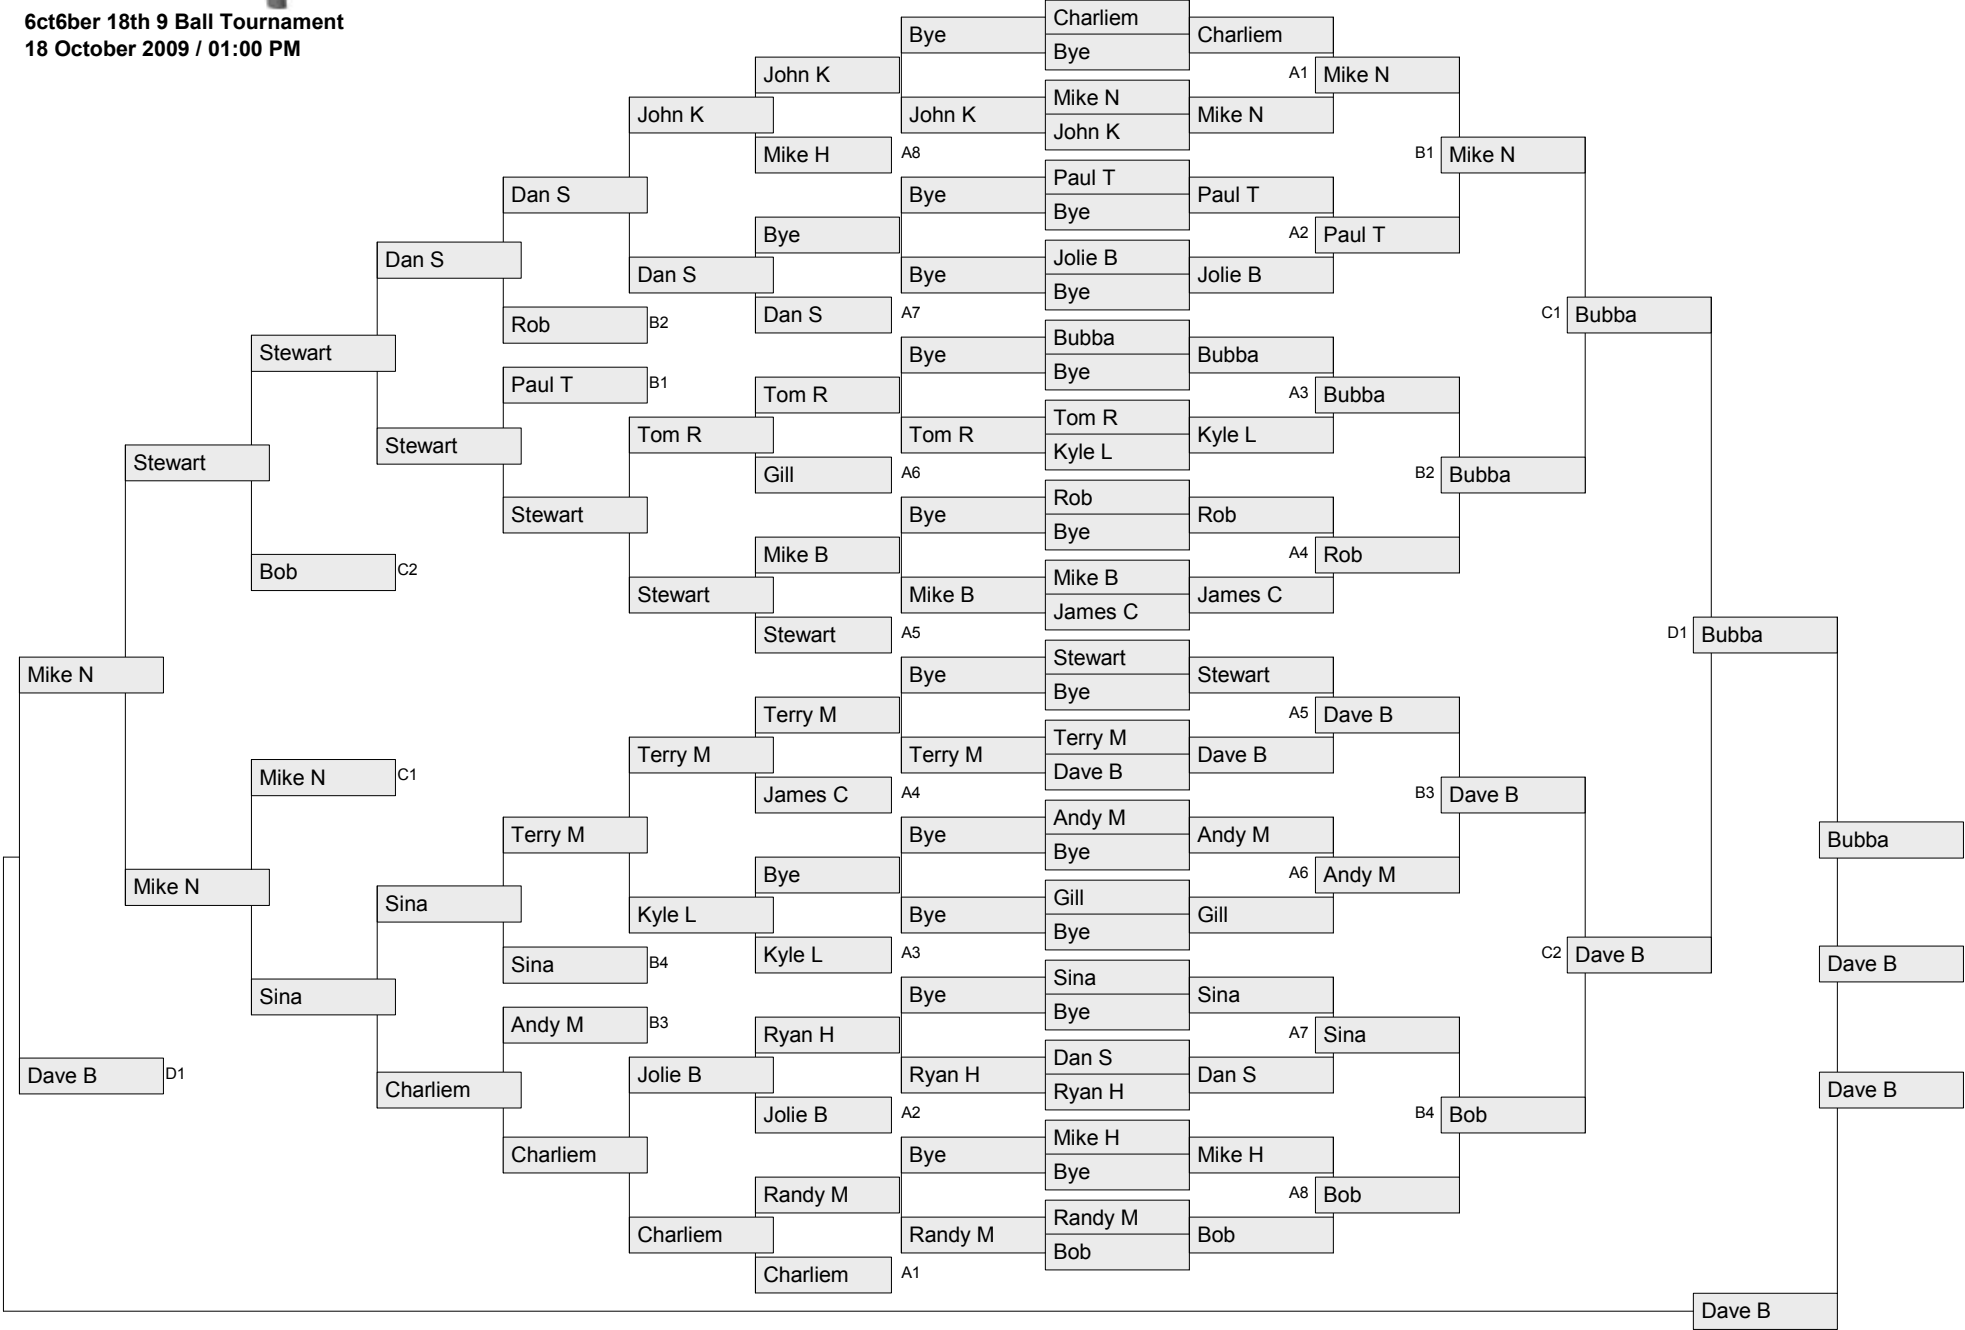 6ct6ber 18th 9 Ball Tournament
18 October 2009 / 01:00 PM
Charliem
Bye
Charliem
Bye
John K
A1
Mike N
Mike N
John K
John K
Mike N
John K
Mike H
A8
B1
Mike N
Paul T
Dan S
Bye
Paul T
Bye
Bye
A2
Paul T
Dan S
Jolie B
Dan S
Bye
Jolie B
Bye
Dan S
A7
C1
Bubba
Rob
B2
Bubba
Stewart
Bye
Bubba
Bye
Paul T
B1
Tom R
A3
Bubba
Tom R
Tom R
Tom R
Kyle L
Stewart
Kyle L
Stewart
Gill
A6
B2
Bubba
Rob
Stewart
Bye
Rob
Bye
Mike B
A4
Rob
Bob
C2
Mike B
Stewart
Mike B
James C
James C
Stewart
A5
D1
Bubba
Stewart
Mike N
Bye
Stewart
Bye
Terry M
A5
Dave B
Terry M
Terry M
Terry M
Dave B
Mike N
C1
Dave B
James C
A4
B3
Dave B
Andy M
Terry M
Bye
Andy M
Bubba
Bye
Bye
A6
Andy M
Mike N
Gill
Sina
Kyle L
Bye
Gill
Bye
Kyle L
A3
C2
Dave B
Sina
B4
Dave B
Sina
Sina
Bye
Sina
Bye
Andy M
B3
Ryan H
A7
Sina
Dan S
Dave B
D1
Jolie B
Ryan H
Dan S
Charliem
Ryan H
Dave B
Jolie B
A2
B4
Bob
Mike H
Charliem
Bye
Mike H
Bye
Randy M
A8
Bob
Randy M
Charliem
Randy M
Bob
Bob
Charliem
A1
Dave B